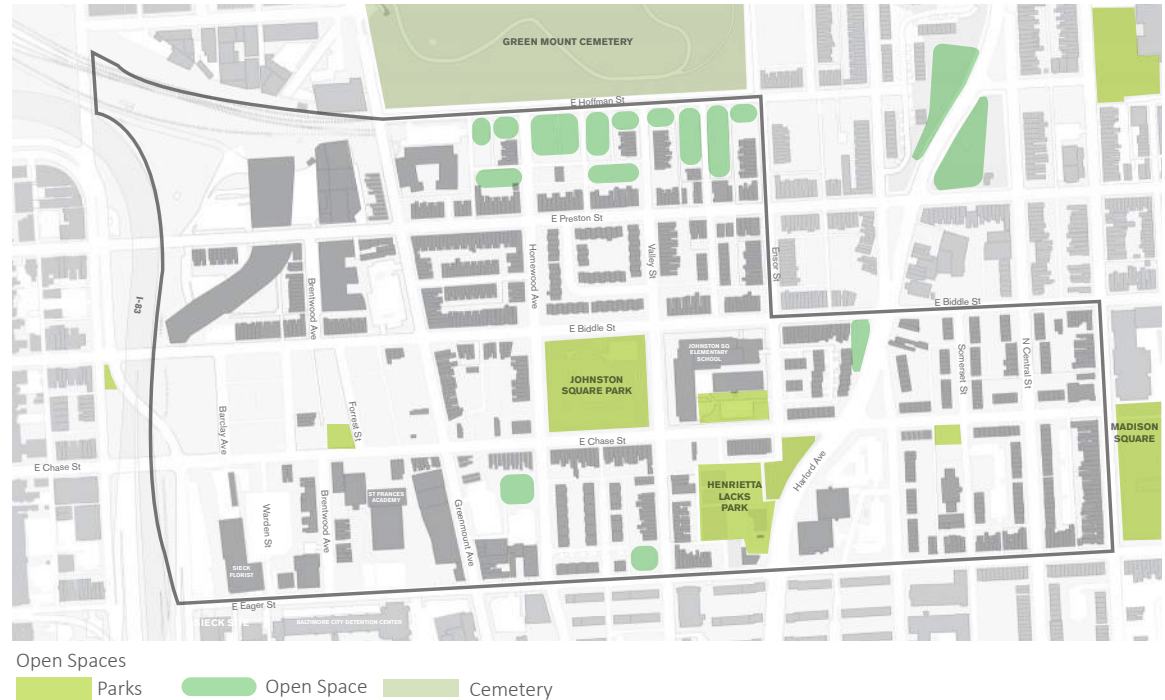 GREEN MOUNT CEMETERY
E Hoffman St
E Preston St
Homewood Ave
Valley St
Ensor St
I-83
Brentwood Ave
E Biddle St
E Biddle St
JOHNSTON SQ
ELEMENTARY
SCHOOL
Somerset St
N Central St
JOHNSTON
SQUARE PARK
Barclay Ave
Forrest St
MADISON
SQUARE
E Chase St
E Chase St
Harford Ave
HENRIETTA
LACKS
PARK
Warden St
Brentwood Ave
ST FRANCES
ACADEMY
Greenmount Ave
SIECK
FLORIST
E Eager St
BALTIMORE CITY DETENTION CENTER
Open Spaces
Parks
Open Space
Cemetery